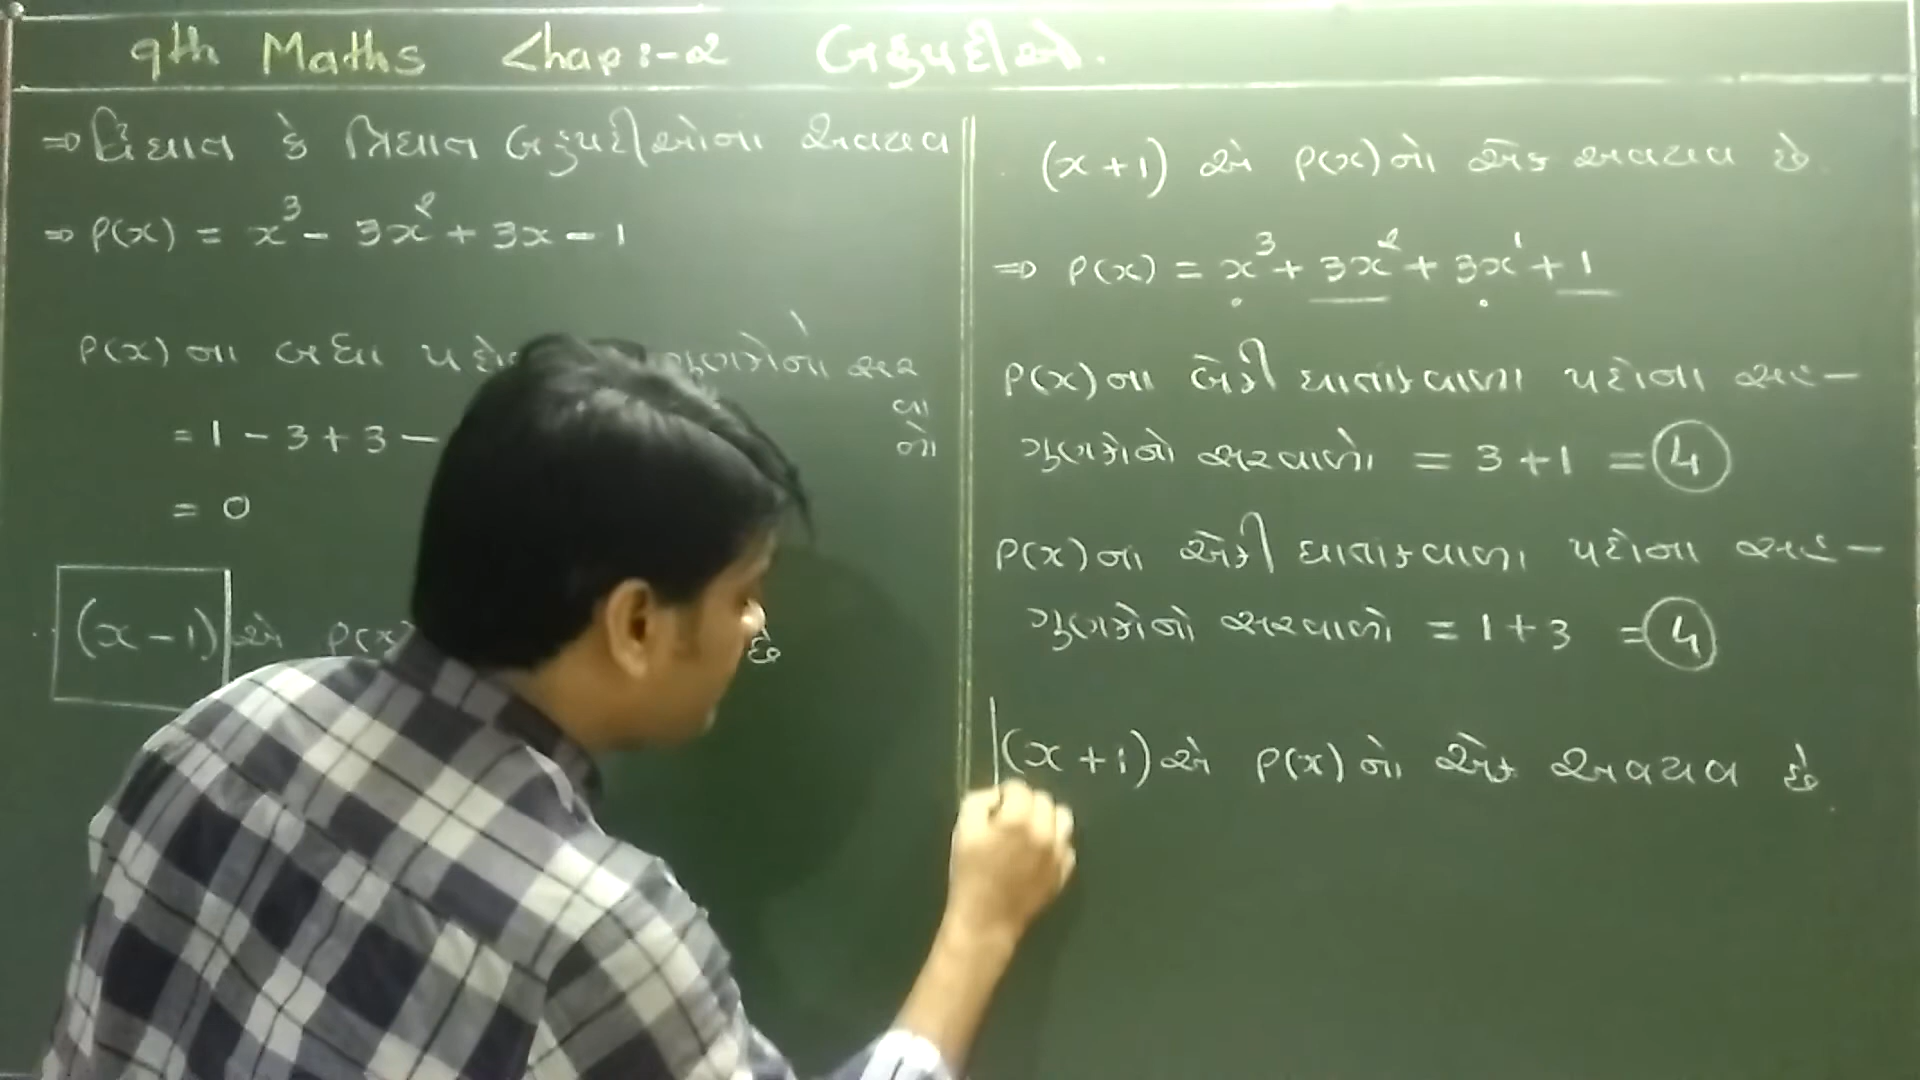 9th Maths Chap:-2 બહુપદીઓ.
⇒ દ્વિઘાત કે ત્રિઘાત બહુપદીઓના અવયવ
⇒ P(x) = x³ - 3x² + 3x - 1
P(x) ના બધા ગુણકોનો સર
વા
ળો
= 1 - 3 + 3 -
= 0
(x - 1) એ P(x) છે
(x + 1) એ P(x) નો એક અવયવ છે.
⇒ P(x) = x³ + 3x² + 3x¹ + 1
P(x) ના બેકી ઘાતાંકવાળા પદોના સહ-
ગુણકોનો સરવાળો = 3 + 1 = 4
P(x) ના એકી ઘાતાંકવાળા પદોના સહ-
ગુણકોનો સરવાળો = 1 + 3 = 4
(x + 1) એ P(x) નો એક અવયવ છે.